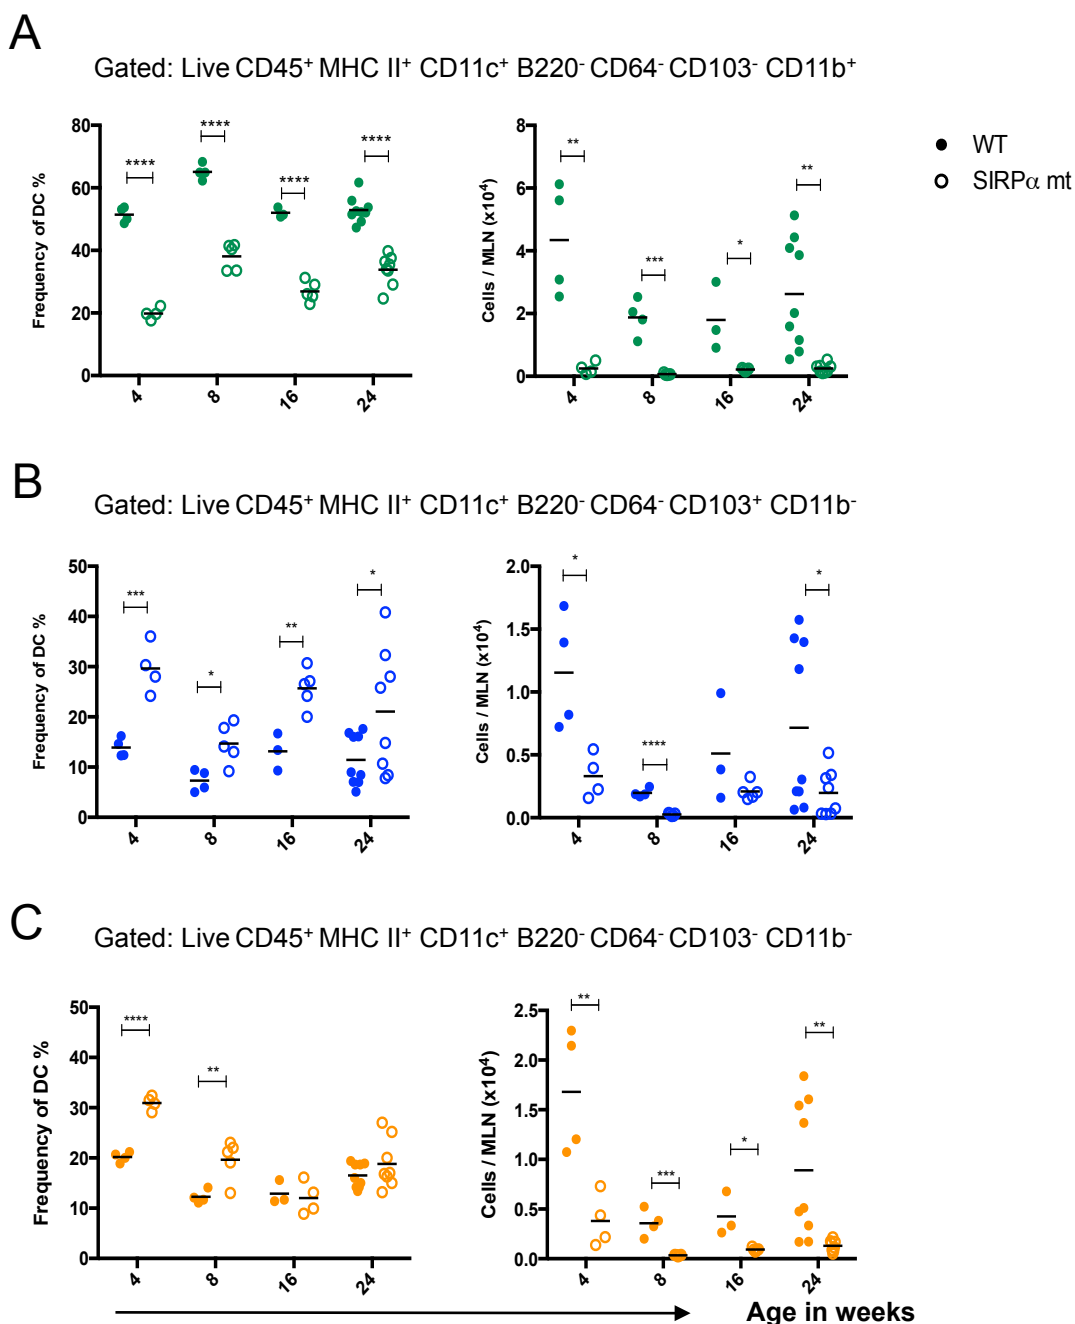 A
Gated: Live CD45⁺ MHC II⁺ CD11c⁺ B220⁻ CD64⁻ CD103⁻ CD11b⁺
Frequency of DC %
80
60
40
20
0
**** **** **** ****
4 8 16 24
Cells / MLN (x10⁴)
8
6
4
2
0
** *** * **
4 8 16 24
WT
SIRPα mt
B
Gated: Live CD45⁺ MHC II⁺ CD11c⁺ B220⁻ CD64⁻ CD103⁺ CD11b⁻
Frequency of DC %
50
40
30
20
10
0
*** * ** *
4 8 16 24
Cells / MLN (x10⁴)
2.0
1.5
1.0
0.5
0.0
* **** *
4 8 16 24
C
Gated: Live CD45⁺ MHC II⁺ CD11c⁺ B220⁻ CD64⁻ CD103⁻ CD11b⁻
Frequency of DC %
50
40
30
20
10
0
**** **
4 8 16 24
Cells / MLN (x10⁴)
2.5
2.0
1.5
1.0
0.5
0.0
** *** * **
4 8 16 24
Age in weeks